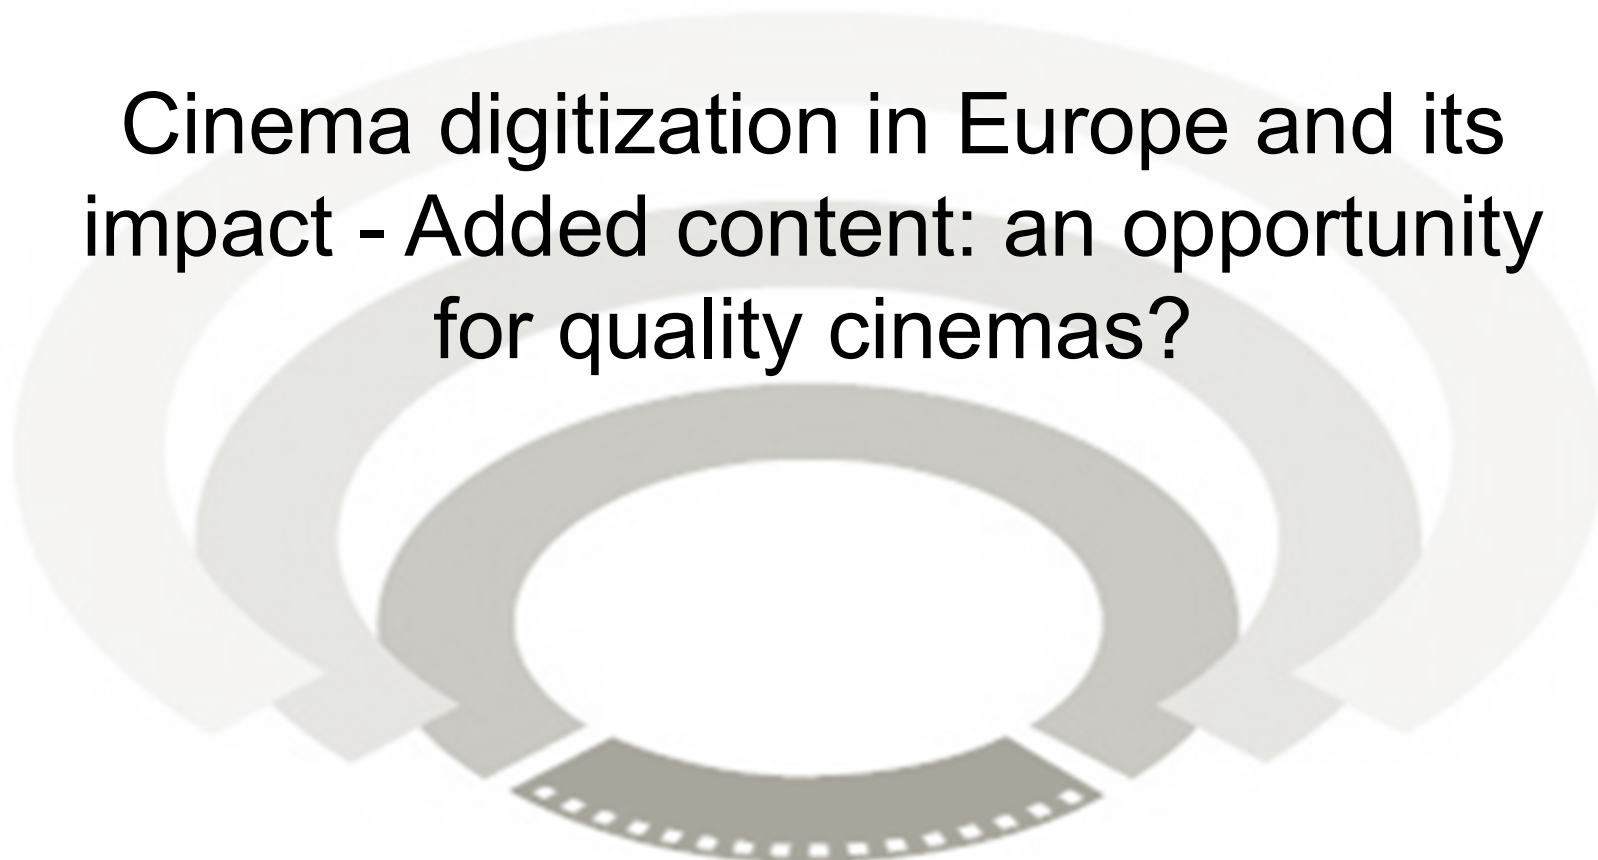 Cinema digitization in Europe and its
impact - Added content: an opportunity
for quality cinemas?